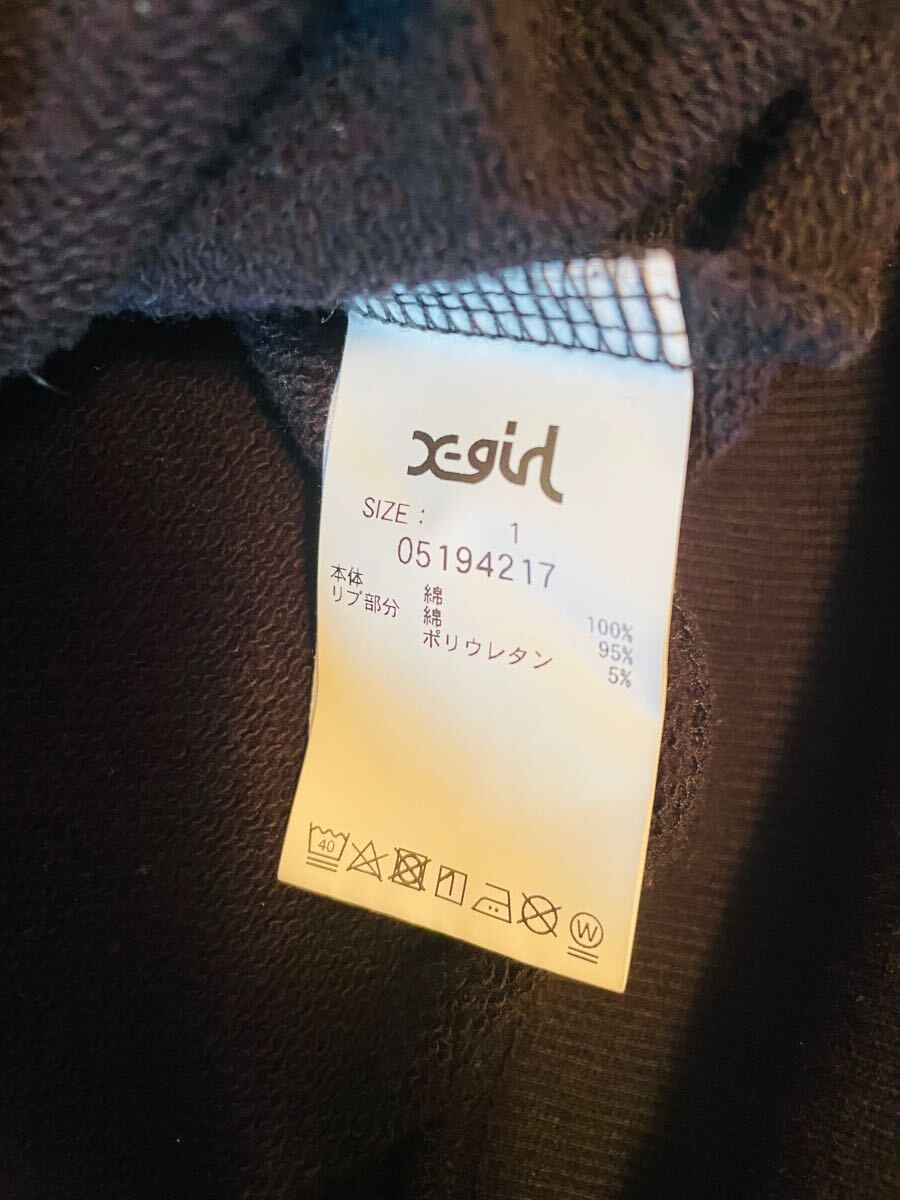 X-girl
SIZE : 1
05194217
本体 綿 100%
リブ部分 綿 95%
ポリウレタン 5%
40
W